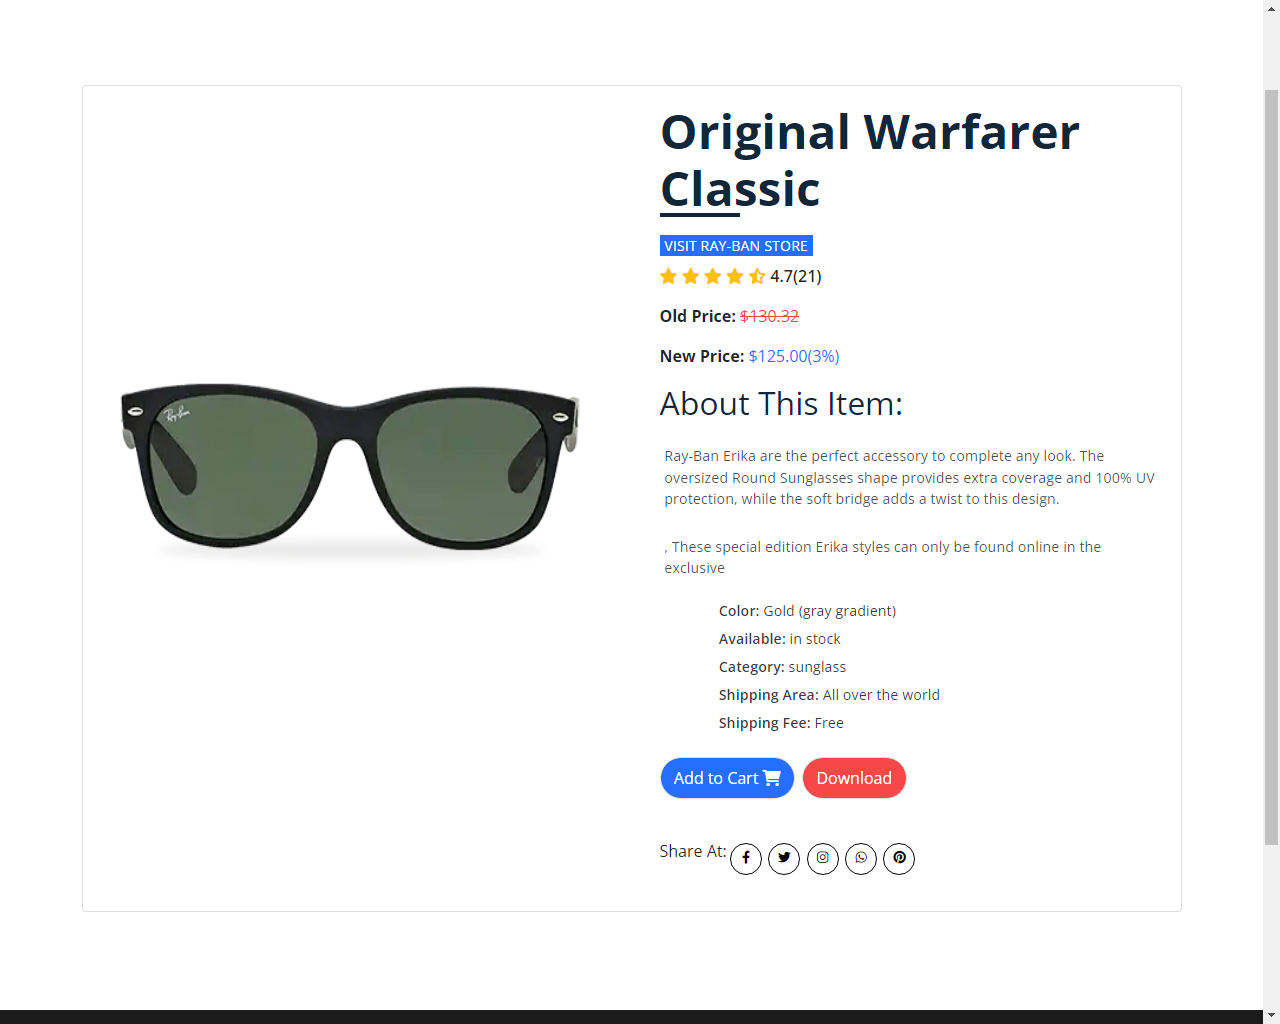 Original Warfarer
Classic
VISIT RAY-BAN STORE
4.7(21)
Old Price: $130.32
New Price: $125.00(3%)
About This Item:
Ray-Ban Erika are the perfect accessory to complete any look. The
oversized Round Sunglasses shape provides extra coverage and 100% UV
protection, while the soft bridge adds a twist to this design.
, These special edition Erika styles can only be found online in the
exclusive
Color: Gold (gray gradient)
Available: in stock
Category: sunglass
Shipping Area: All over the world
Shipping Fee: Free
Add to Cart
Download
Share At:
Ray-Ban